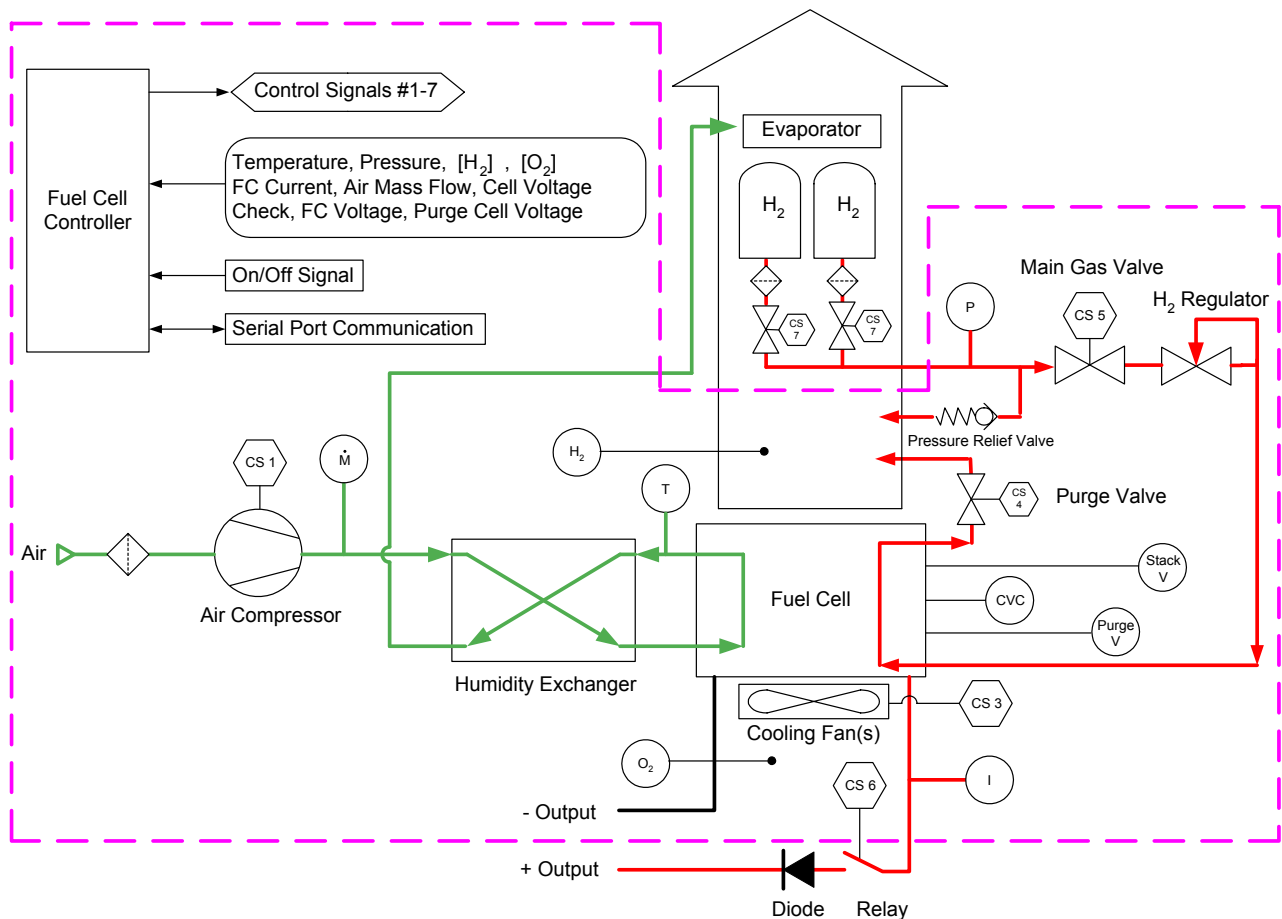 Control Signals #1-7
Evaporator
Temperature, Pressure, [H₂] , [O₂]
FC Current, Air Mass Flow, Cell Voltage
Check, FC Voltage, Purge Cell Voltage
Fuel Cell
Controller
H₂
H₂
On/Off Signal
Serial Port Communication
CS
7
CS
7
P
Main Gas Valve
CS 5
H₂ Regulator
Pressure Relief Valve
CS 1
Ṁ
H₂
T
CS
4
Purge Valve
Air
Air Compressor
Humidity Exchanger
Fuel Cell
Stack
V
CVC
Purge
V
CS 3
Cooling Fan(s)
O₂
CS 6
I
- Output
+ Output
Diode
Relay